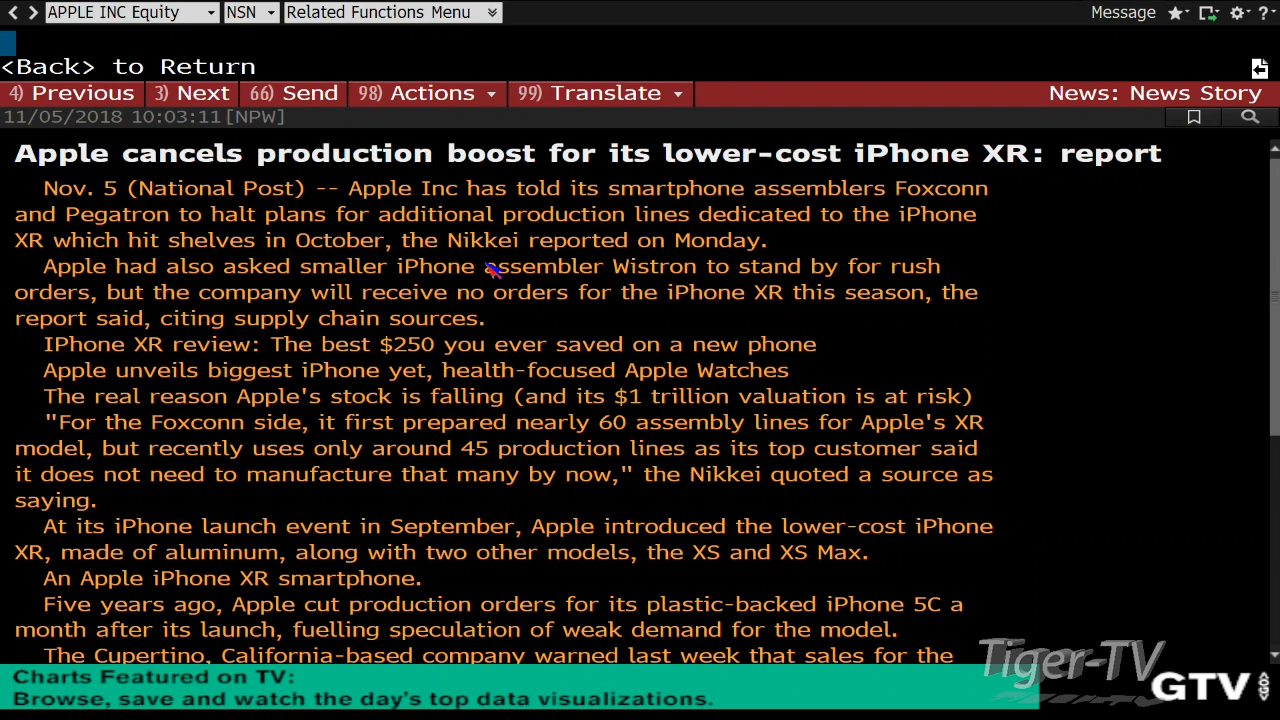 APPLE INC Equity NSN Related Functions Menu Message ?
<Back> to Return
4) Previous 3) Next 66) Send 98) Actions 99) Translate News: News Story
11/05/2018 10:03:11[NPW]
Apple cancels production boost for its lower-cost iPhone XR: report
Nov. 5 (National Post) -- Apple Inc has told its smartphone assemblers Foxconn
and Pegatron to halt plans for additional production lines dedicated to the iPhone
XR which hit shelves in October, the Nikkei reported on Monday.
Apple had also asked smaller iPhone assembler Wistron to stand by for rush
orders, but the company will receive no orders for the iPhone XR this season, the
report said, citing supply chain sources.
IPhone XR review: The best $250 you ever saved on a new phone
Apple unveils biggest iPhone yet, health-focused Apple Watches
The real reason Apple's stock is falling (and its $1 trillion valuation is at risk)
"For the Foxconn side, it first prepared nearly 60 assembly lines for Apple's XR
model, but recently uses only around 45 production lines as its top customer said
it does not need to manufacture that many by now," the Nikkei quoted a source as
saying.
At its iPhone launch event in September, Apple introduced the lower-cost iPhone
XR, made of aluminum, along with two other models, the XS and XS Max.
An Apple iPhone XR smartphone.
Five years ago, Apple cut production orders for its plastic-backed iPhone 5C a
month after its launch, fuelling speculation of weak demand for the model.
The Cupertino, California-based company warned last week that sales for the
Charts Featured on TV:
Browse, save and watch the day's top data visualizations.
Tiger-TV
GTV